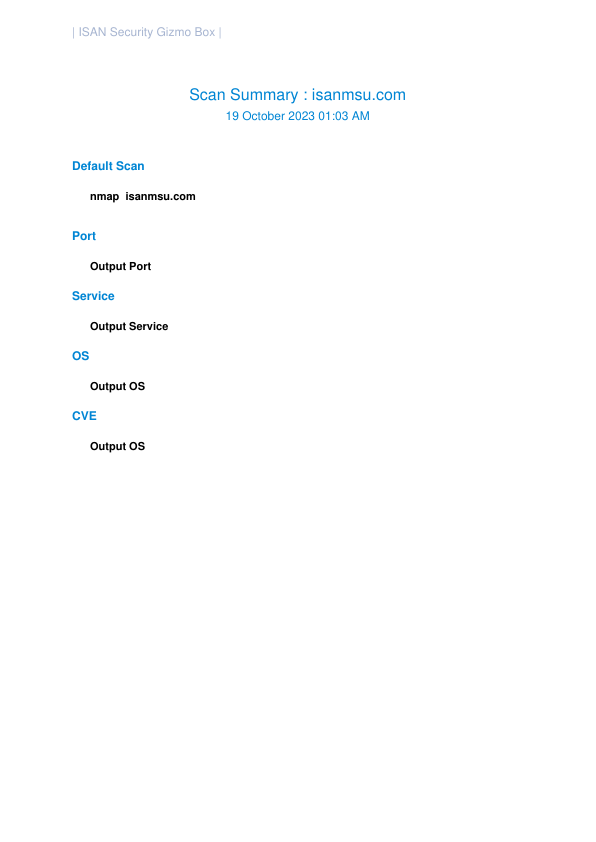 | ISAN Security Gizmo Box |
Scan Summary : isanmsu.com
19 October 2023 01:03 AM
Default Scan
nmap  isanmsu.com
Port
Output Port
Service
Output Service
OS
Output OS
CVE
Output OS